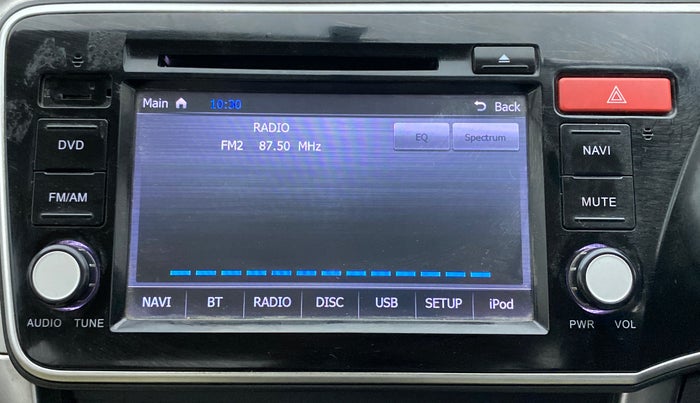 Main 10:00 Back
RADIO
FM2 87.50 MHz
EQ Spectrum
DVD
FM/AM
NAVI
MUTE
NAVI BT RADIO DISC USB SETUP iPod
AUDIO TUNE
PWR VOL